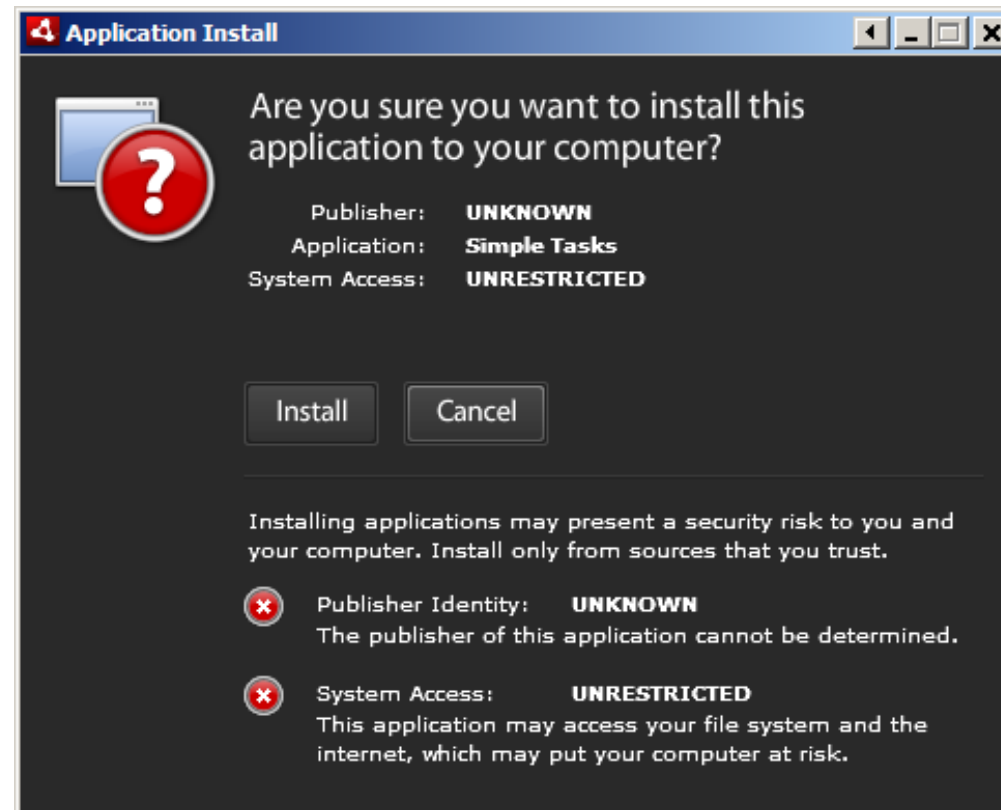 Application Install
Are you sure you want to install this
application to your computer?
Publisher: UNKNOWN
Application: Simple Tasks
System Access: UNRESTRICTED
Install Cancel
Installing applications may present a security risk to you and
your computer. Install only from sources that you trust.
Publisher Identity: UNKNOWN
The publisher of this application cannot be determined.
System Access: UNRESTRICTED
This application may access your file system and the
internet, which may put your computer at risk.